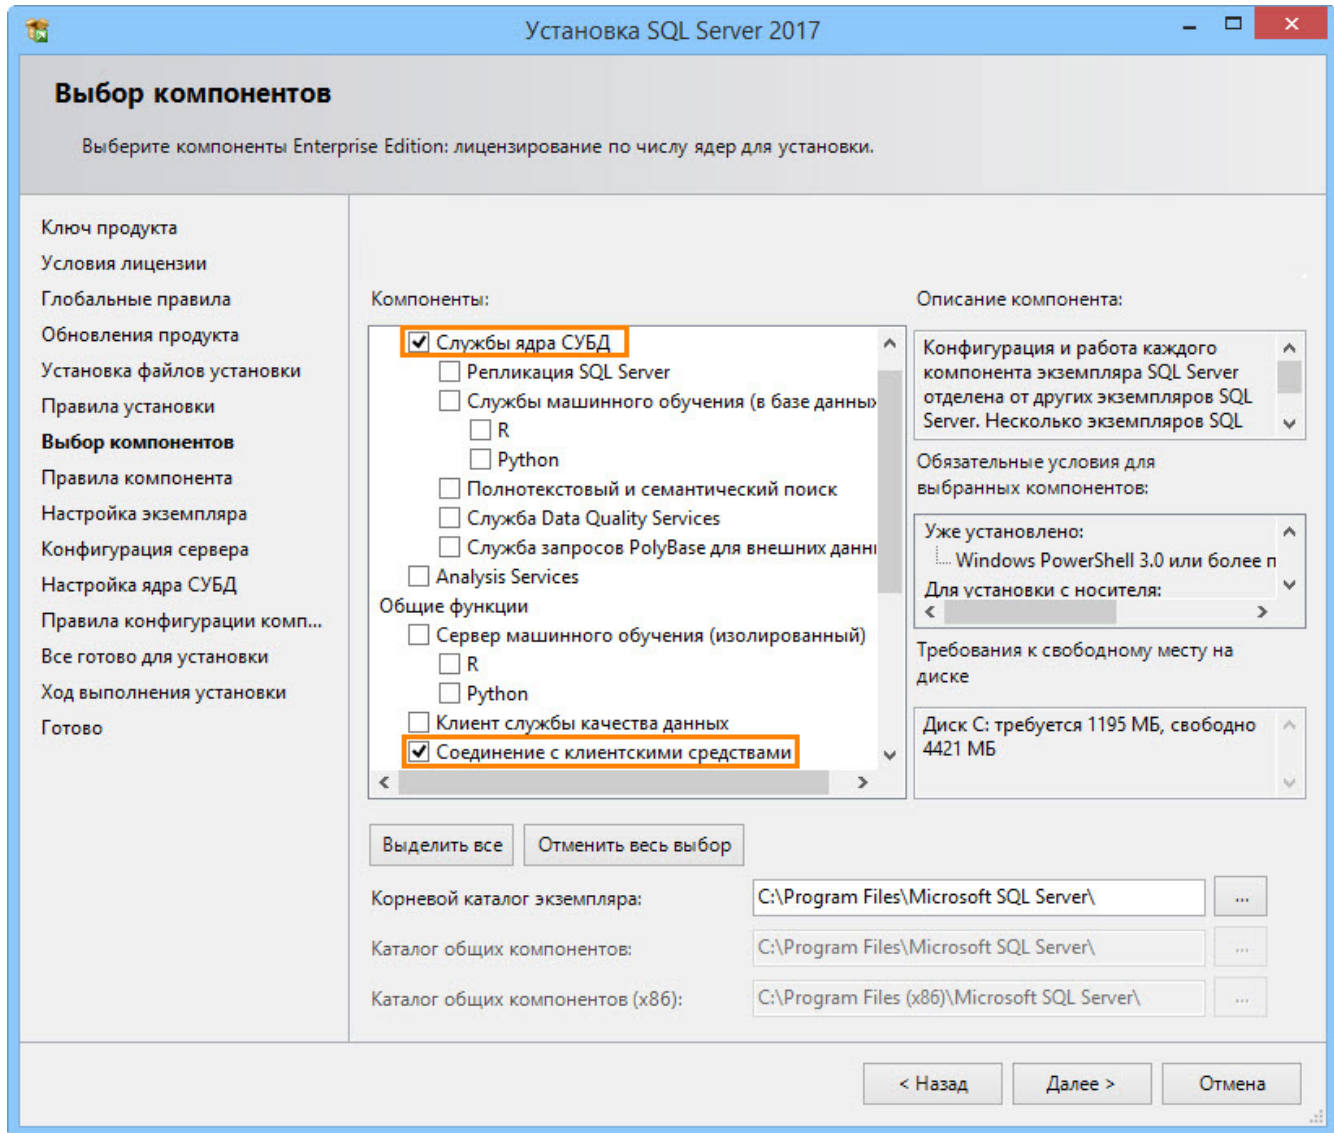 Установка SQL Server 2017
Выбор компонентов
Выберите компоненты Enterprise Edition: лицензирование по числу ядер для установки.
Ключ продукта
Условия лицензии
Глобальные правила
Обновления продукта
Установка файлов установки
Правила установки
Выбор компонентов
Правила компонента
Настройка экземпляра
Конфигурация сервера
Настройка ядра СУБД
Правила конфигурации комп...
Все готово для установки
Ход выполнения установки
Готово
Компоненты:
Службы ядра СУБД
Репликация SQL Server
Службы машинного обучения (в базе данных
R
Python
Полнотекстовый и семантический поиск
Служба Data Quality Services
Служба запросов PolyBase для внешних данн
Analysis Services
Общие функции
Сервер машинного обучения (изолированный)
R
Python
Клиент службы качества данных
Соединение с клиентскими средствами
Выделить все
Отменить весь выбор
Описание компонента:
Конфигурация и работа каждого
компонента экземпляра SQL Server
отделена от других экземпляров SQL
Server. Несколько экземпляров SQL
Обязательные условия для
выбранных компонентов:
Уже установлено:
Windows PowerShell 3.0 или более п
Для установки с носителя:
Требования к свободному месту на
диске
Диск C: требуется 1195 МБ, свободно
4421 МБ
Корневой каталог экземпляра:
C:\Program Files\Microsoft SQL Server\
...
Каталог общих компонентов:
C:\Program Files\Microsoft SQL Server\
...
Каталог общих компонентов (x86):
C:\Program Files (x86)\Microsoft SQL Server\
...
< Назад
Далее >
Отмена